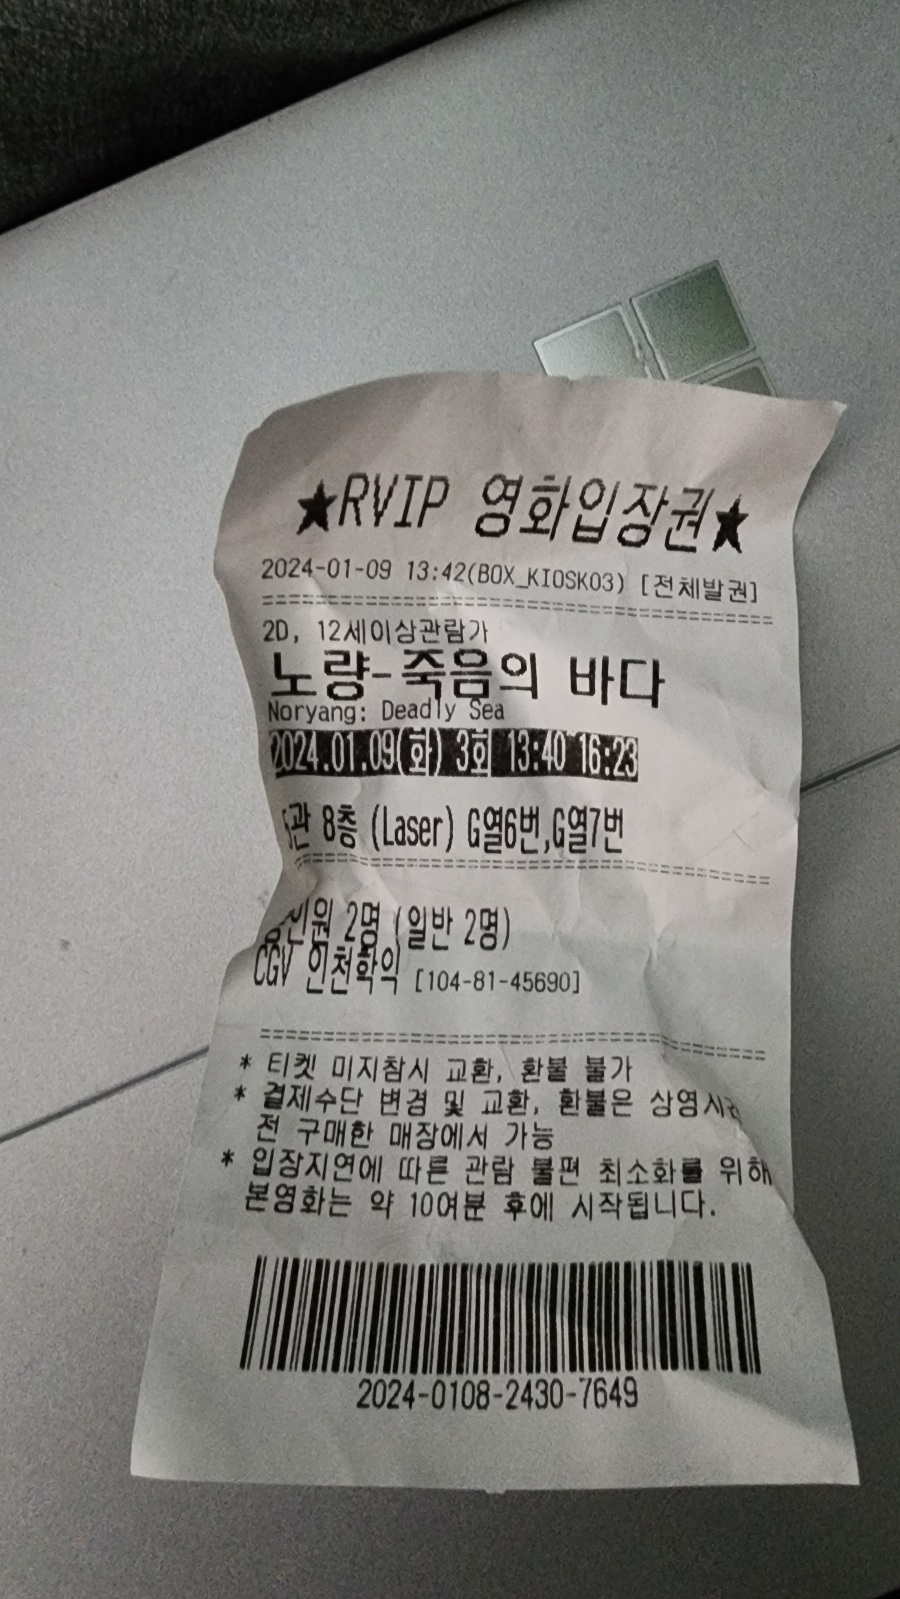 ★RVIP 영화입장권★
2024-01-09 13:42(BOX_KIOSK03) [전체발권]
2D, 12세이상관람가
노량-죽음의 바다
Noryang: Deadly Sea
2024.01.09(화) 3회 13:40~16:23
8층 (Laser) G열6번,G열7번
2명 (일반 2명)
CGV 인천학익 [104-81-45690]
* 티켓 미지참시 교환, 환불 불가
* 결제수단 변경 및 교환, 환불은 상영시간
전 구매한 매장에서 가능
* 입장지연에 따른 관람 불편 최소화를 위해
본영화는 약 10여분 후에 시작됩니다.
2024-0108-2430-7649